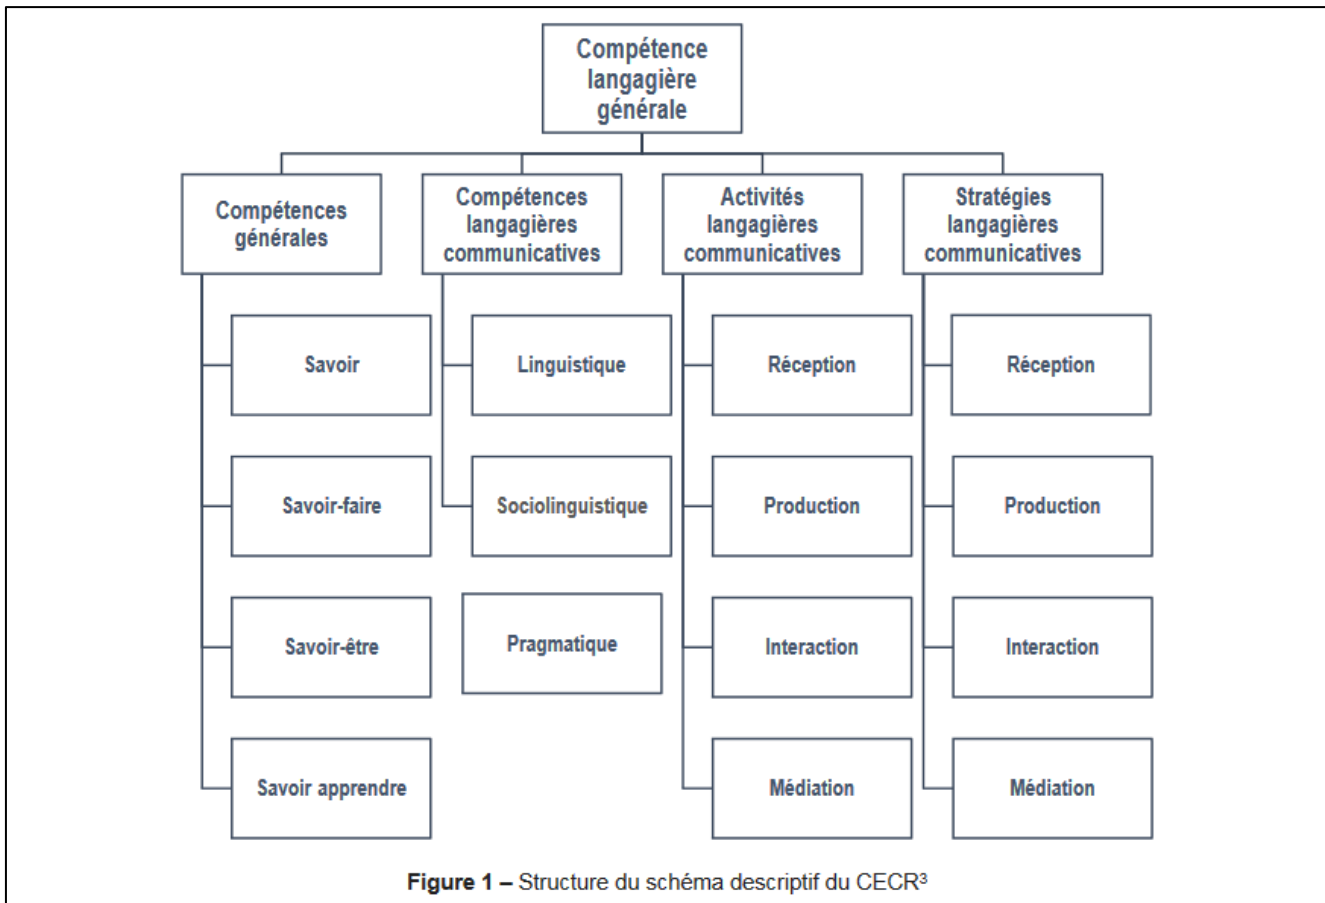 Compétence
langagière
générale
Compétences
générales
Compétences
langagières
communicatives
Activités
langagières
communicatives
Stratégies
langagières
communicatives
Savoir
Linguistique
Réception
Réception
Savoir-faire
Sociolinguistique
Production
Production
Savoir-être
Pragmatique
Interaction
Interaction
Savoir apprendre
Médiation
Médiation
Figure 1 – Structure du schéma descriptif du CECR³